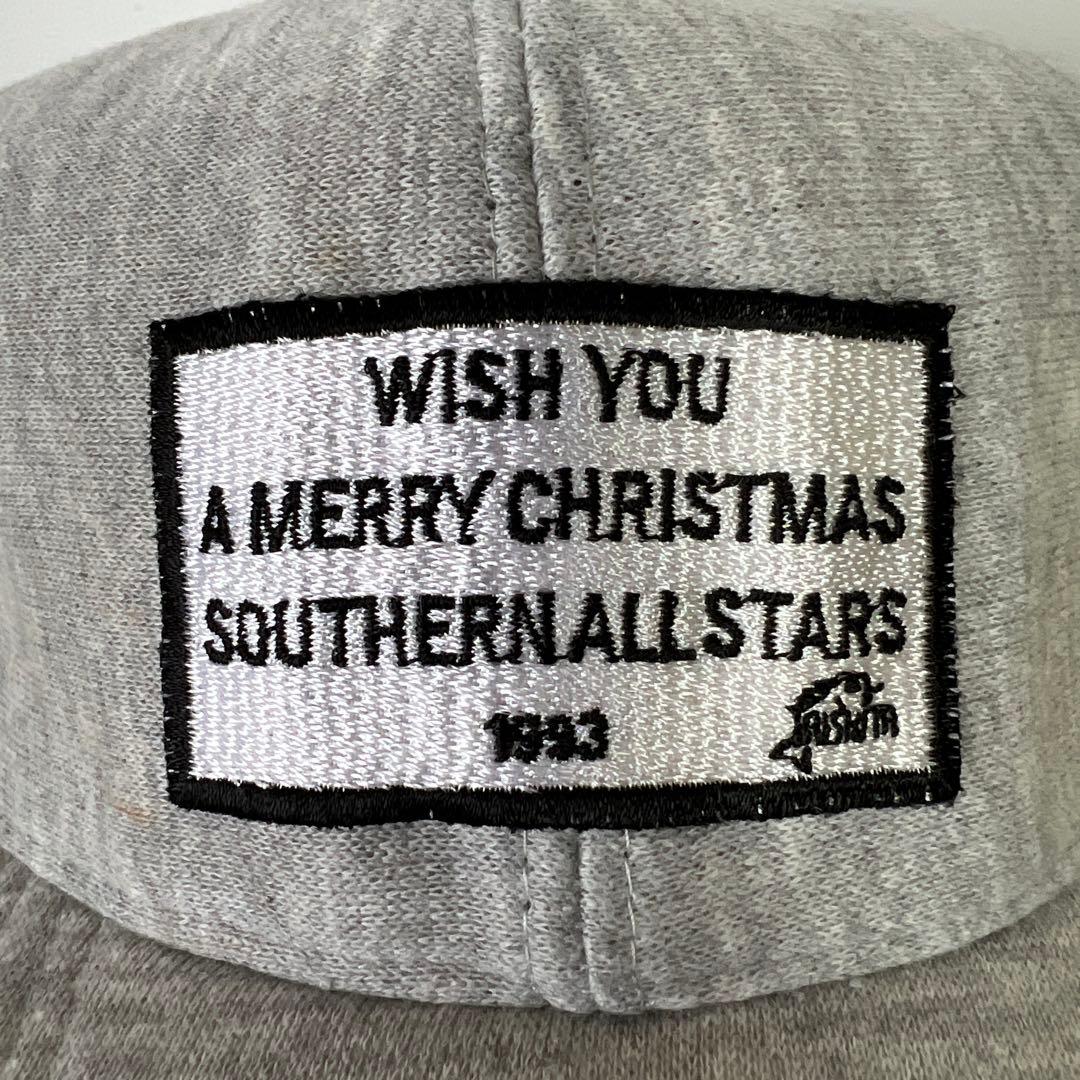 WISH YOU
A MERRY CHRISTMAS
SOUTHERN ALL STARS
1993